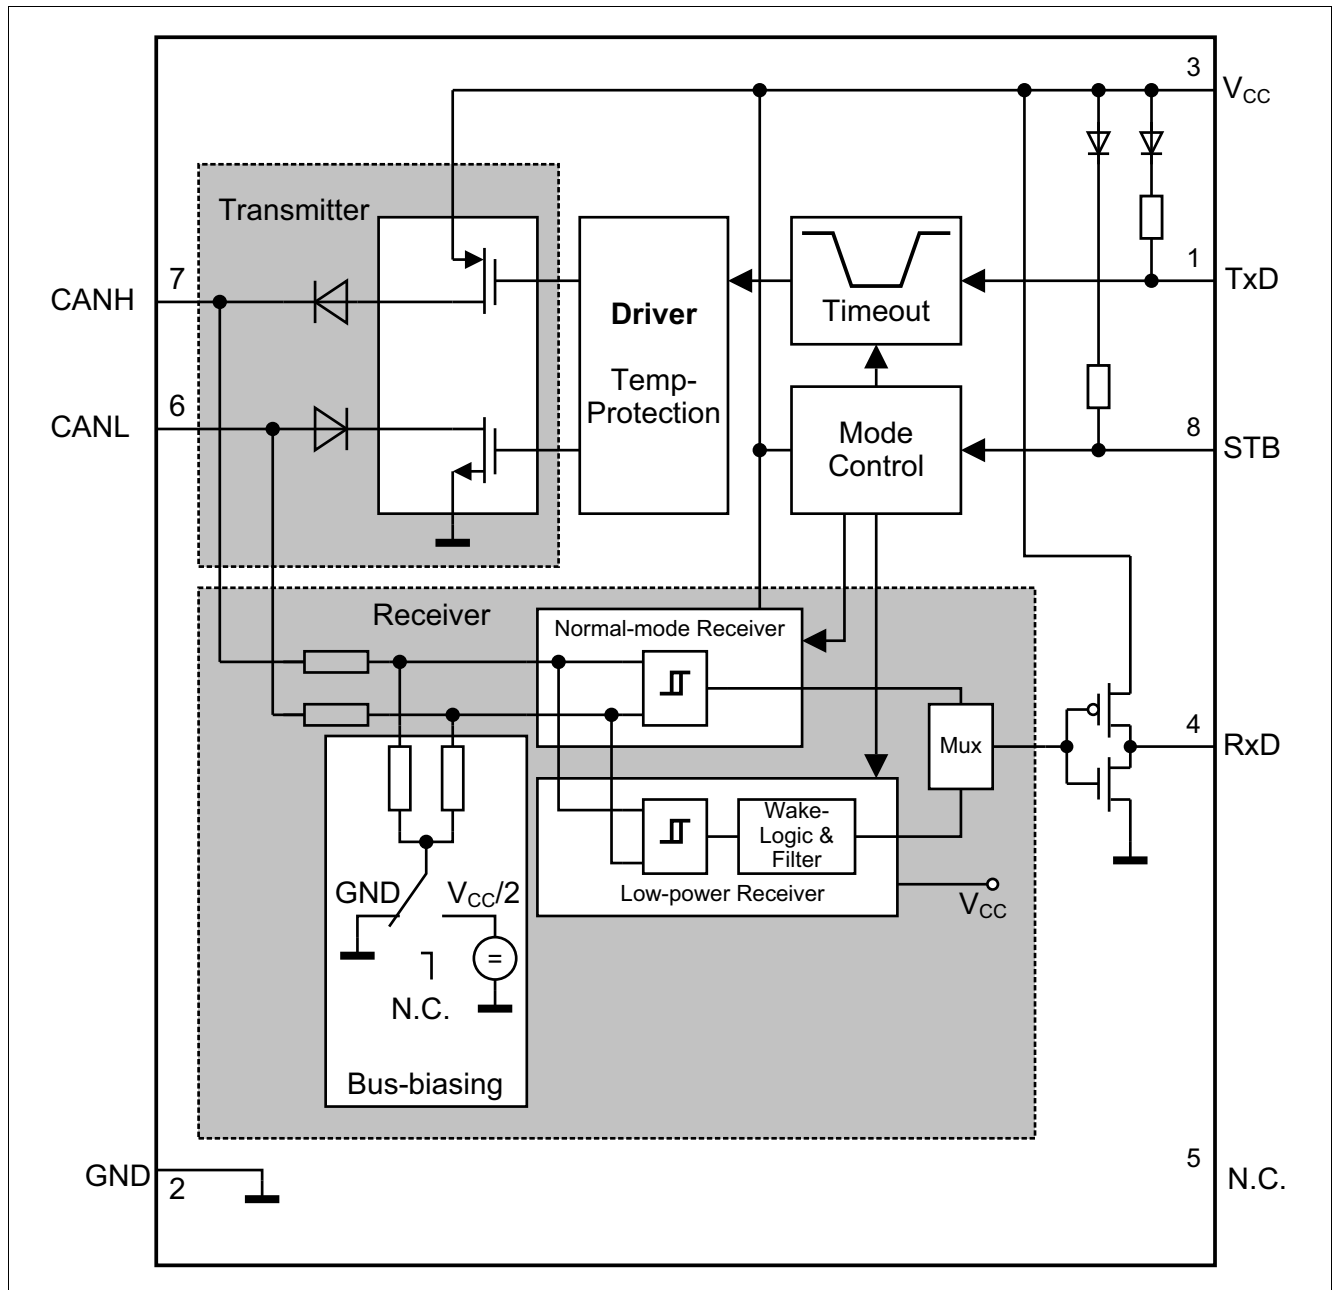 3
VCC
Transmitter
7
CANH
Driver
Temp-
Protection
Timeout
1
TxD
6
CANL
Mode
Control
8
STB
Receiver
Normal-mode Receiver
Mux
4
RxD
Wake-
Logic &
Filter
Low-power Receiver
VCC
GND
VCC/2
=
N.C.
Bus-biasing
GND
2
5
N.C.